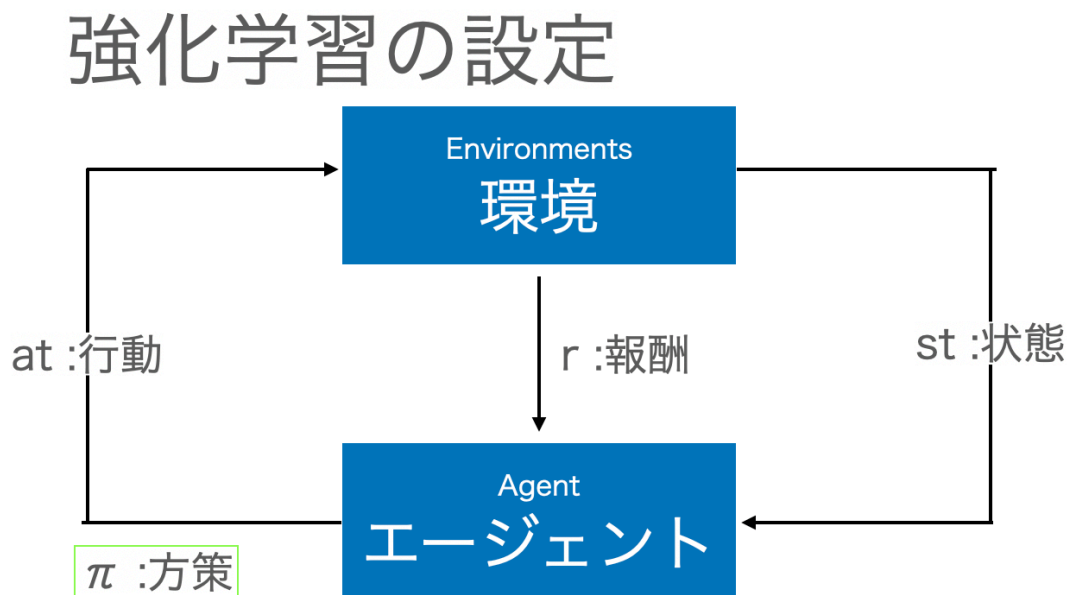 強化学習の設定
Environments
環境
at :行動
r :報酬
st :状態
Agent
エージェント
π :方策